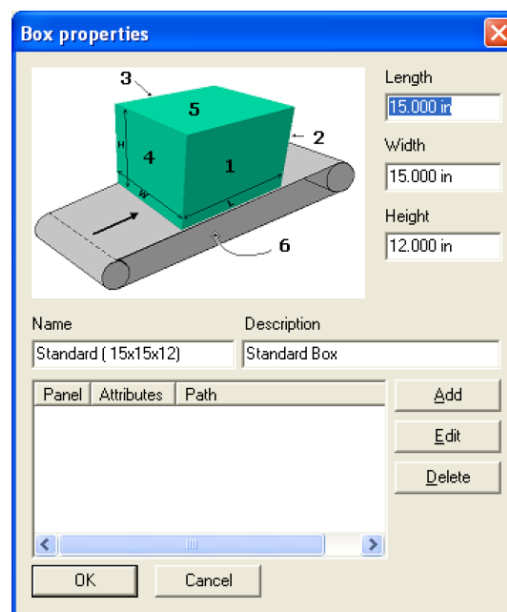 Box properties
Length
15.000 in
Width
15.000 in
Height
12.000 in
3
5
2
H
4
1
W
L
6
Name
Description
Standard ( 15x15x12)
Standard Box
Panel Attributes Path
Add
Edit
Delete
OK
Cancel